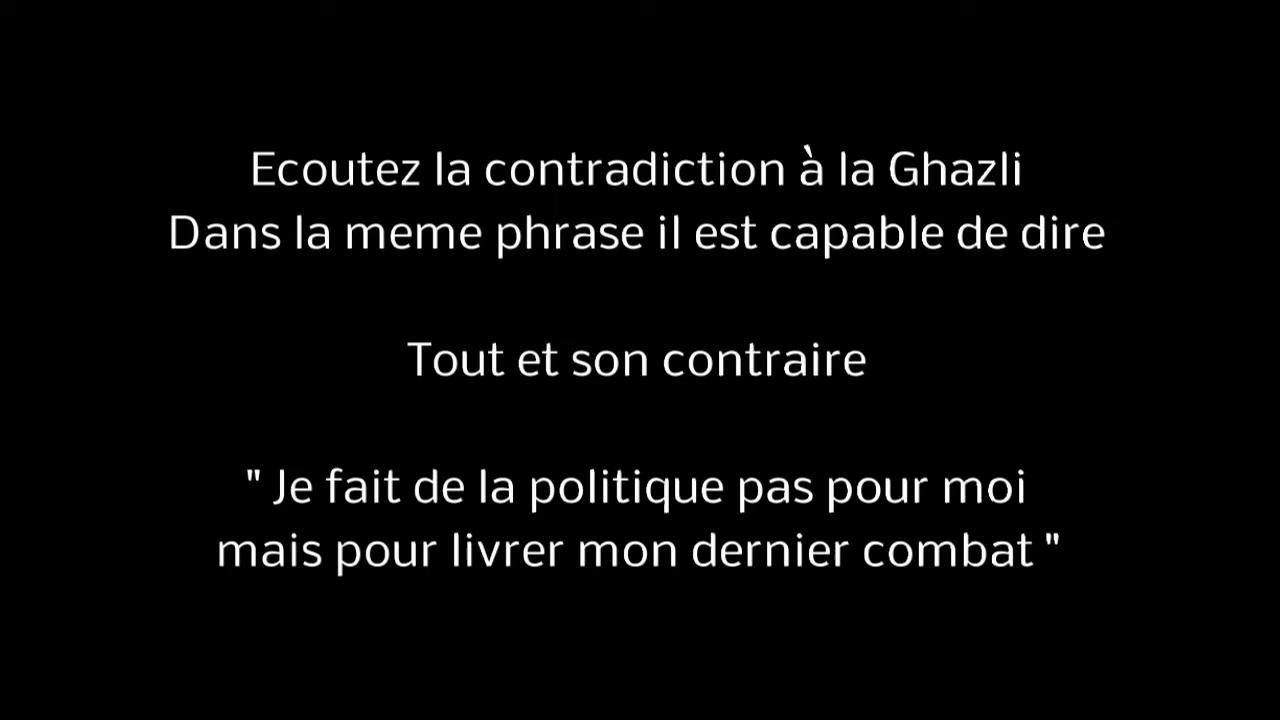 Ecoutez la contradiction à la Ghazli
Dans la meme phrase il est capable de dire
Tout et son contraire
" Je fait de la politique pas pour moi
mais pour livrer mon dernier combat "